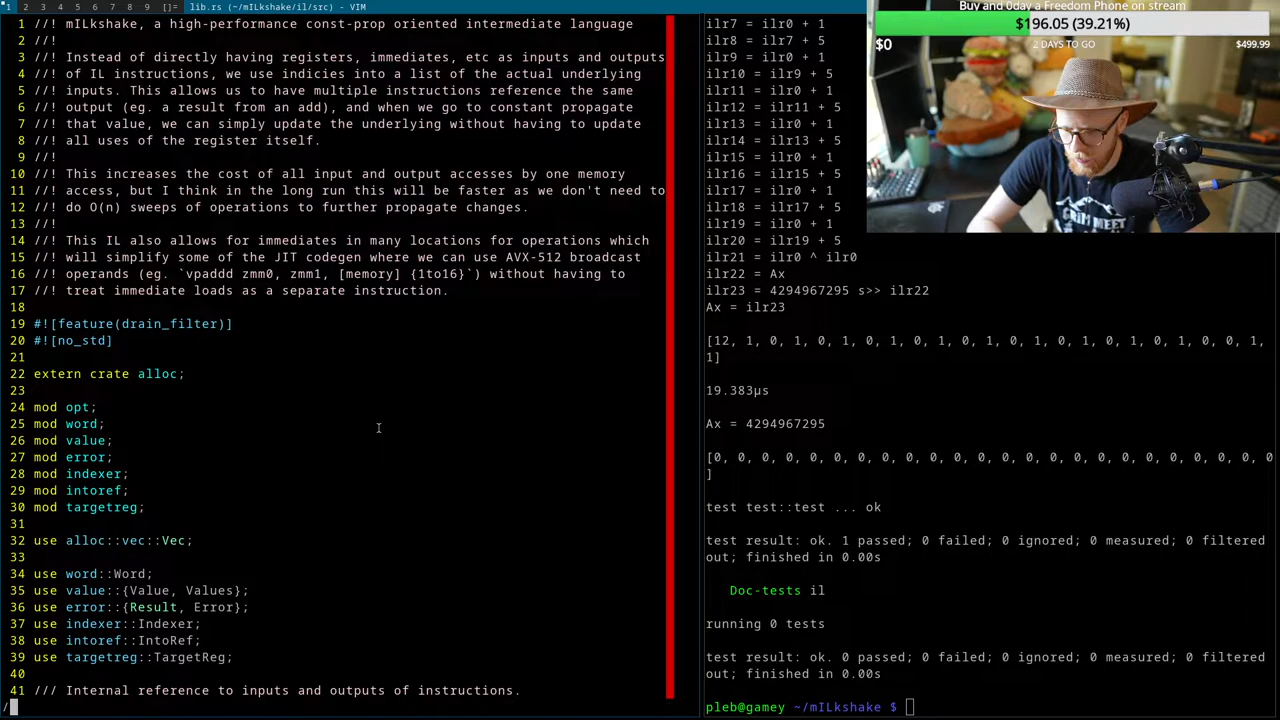 1 2 3 4 5 6 7 8 9 []= lib.rs (~/mILkshake/il/src) - VIM
1 //! mILkshake, a high-performance const-prop oriented intermediate language
2 //!
3 //! Instead of directly having registers, immediates, etc as inputs and outputs
4 //! of IL instructions, we use indicies into a list of the actual underlying
5 //! inputs. This allows us to have multiple instructions reference the same
6 //! output (eg. a result from an add), and when we go to constant propagate
7 //! that value, we can simply update the underlying without having to update
8 //! all uses of the register itself.
9 //!
10 //! This increases the cost of all input and output accesses by one memory
11 //! access, but I think in the long run this will be faster as we don't need to
12 //! do O(n) sweeps of operations to further propagate changes.
13 //!
14 //! This IL also allows for immediates in many locations for operations which
15 //! will simplify some of the JIT codegen where we can use AVX-512 broadcast
16 //! operands (eg. `vpaddd zmm0, zmm1, [memory] {1to16}`) without having to
17 //! treat immediate loads as a separate instruction.
18
19 #![feature(drain_filter)]
20 #![no_std]
21
22 extern crate alloc;
23
24 mod opt;
25 mod word;
26 mod value;
27 mod error;
28 mod indexer;
29 mod intoref;
30 mod targetreg;
31
32 use alloc::vec::Vec;
33
34 use word::Word;
35 use value::{Value, Values};
36 use error::{Result, Error};
37 use indexer::Indexer;
38 use intoref::IntoRef;
39 use targetreg::TargetReg;
40
41 /// Internal reference to inputs and outputs of instructions.
/
ilr7 = ilr0 + 1
ilr8 = ilr7 + 5
ilr9 = ilr0 + 1
ilr10 = ilr9 + 5
ilr11 = ilr0 + 1
ilr12 = ilr11 + 5
ilr13 = ilr0 + 1
ilr14 = ilr13 + 5
ilr15 = ilr0 + 1
ilr16 = ilr15 + 5
ilr17 = ilr0 + 1
ilr18 = ilr17 + 5
ilr19 = ilr0 + 1
ilr20 = ilr19 + 5
ilr21 = ilr0 ^ ilr0
ilr22 = Ax
ilr23 = 4294967295 s>> ilr22
Ax = ilr23
[12, 1, 0, 1, 0, 1, 0, 1, 0, 1, 0, 1, 0, 1, 0, 1, 0, 1, 0, 1, 0, 0, 1,
1]
19.383µs
Ax = 4294967295
[0, 0, 0, 0, 0, 0, 0, 0, 0, 0, 0, 0, 0, 0, 0, 0, 0, 0, 0, 0, 0, 0, 0, 0
]
test test::test ... ok
test result: ok. 1 passed; 0 failed; 0 ignored; 0 measured; 0 filtered
out; finished in 0.00s
Doc-tests il
running 0 tests
test result: ok. 0 passed; 0 failed; 0 ignored; 0 measured; 0 filtered
out; finished in 0.00s
pleb@gamey ~/mILkshake $
Buy and 0day a Freedom Phone on stream
$196.05 (39.21%)
$0 2 DAYS TO GO $499.99
GRIM MEET